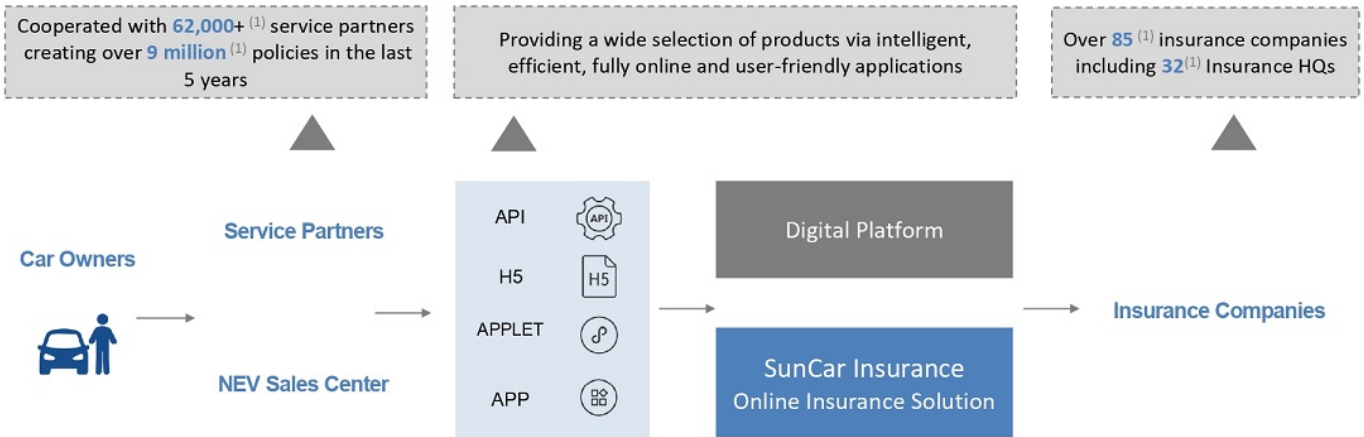 Cooperated with 62,000+ (1) service partners
creating over 9 million (1) policies in the last
5 years
Providing a wide selection of products via intelligent,
efficient, fully online and user-friendly applications
Over 85 (1) insurance companies
including 32(1) Insurance HQs
Car Owners
Service Partners
NEV Sales Center
API
API
H5
H5
APPLET
APP
Digital Platform
SunCar Insurance
Online Insurance Solution
Insurance Companies